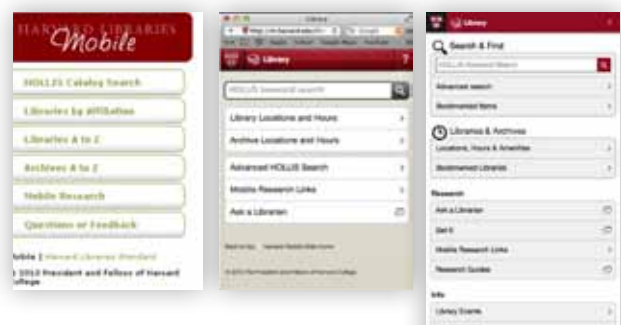 HARVARD LIBRARIES
Mobile
HOLLIS Catalog Search
Libraries by Affiliation
Libraries A to Z
Archives A to Z
Mobile Research
Questions or Feedback
Mobile | Harvard Libraries Standard
2012 President and Fellows of Harvard
College
Library
Library
?
HOLLIS keyword search
Library Locations and Hours
Archive Locations and Hours
Advanced HOLLIS Search
Mobile Research Links
Ask a Librarian
Library
Search & Find
HOLLIS Keyword Search
Advanced search
Bookmarked Items
Libraries & Archives
Locations, Hours & Amenities
Bookmarked Libraries
Research
Ask a Librarian
Get it
Mobile Research Links
Research Guides
Info
Library Events